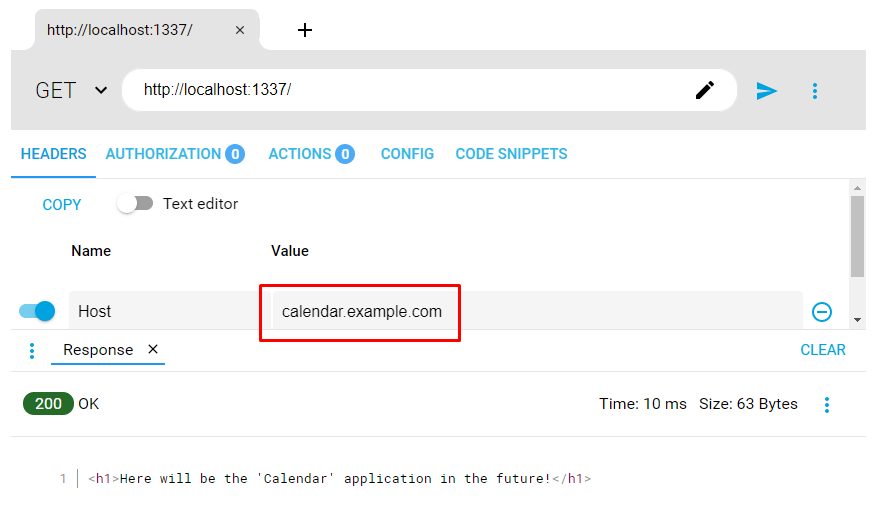 http://localhost:1337/ × +
GET http://localhost:1337/
HEADERS AUTHORIZATION 0 ACTIONS 0 CONFIG CODE SNIPPETS
COPY Text editor
Name Value
Host calendar.example.com
Response × CLEAR
200 OK Time: 10 ms Size: 63 Bytes
1 <h1>Here will be the 'Calendar' application in the future!</h1>